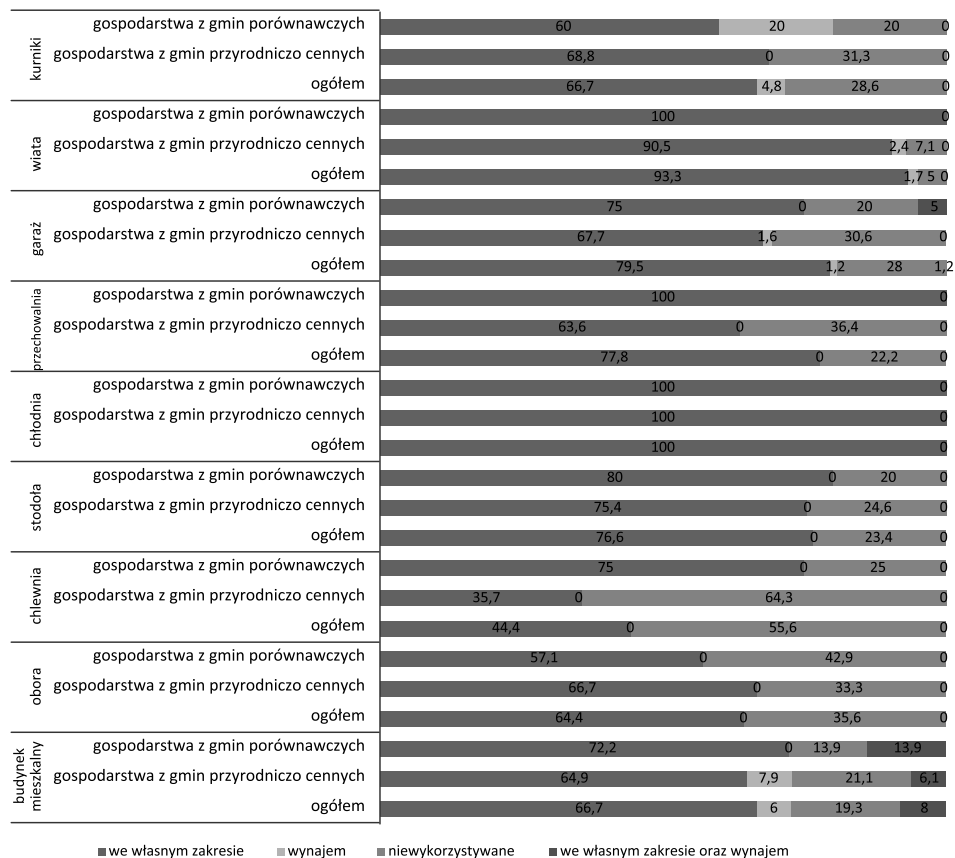 kurniki
gospodarstwa z gmin porównawczych 60 20 20 0
gospodarstwa z gmin przyrodniczo cennych 68,8 0 31,3 0
ogółem 66,7 4,8 28,6 0
wiata
gospodarstwa z gmin porównawczych 100 0
gospodarstwa z gmin przyrodniczo cennych 90,5 2,4 7,1 0
ogółem 93,3 1,7 5 0
garaż
gospodarstwa z gmin porównawczych 75 0 20 5
gospodarstwa z gmin przyrodniczo cennych 67,7 1,6 30,6 0
ogółem 79,5 1,2 28 1,2
przechowalnia
gospodarstwa z gmin porównawczych 100 0
gospodarstwa z gmin przyrodniczo cennych 63,6 0 36,4 0
ogółem 77,8 0 22,2 0
chłodnia
gospodarstwa z gmin porównawczych 100 0
gospodarstwa z gmin przyrodniczo cennych 100 0
ogółem 100 0
stodoła
gospodarstwa z gmin porównawczych 80 0 20 0
gospodarstwa z gmin przyrodniczo cennych 75,4 0 24,6 0
ogółem 76,6 0 23,4 0
chlewnia
gospodarstwa z gmin porównawczych 75 0 25 0
gospodarstwa z gmin przyrodniczo cennych 35,7 0 64,3 0
ogółem 44,4 0 55,6 0
obora
gospodarstwa z gmin porównawczych 57,1 0 42,9 0
gospodarstwa z gmin przyrodniczo cennych 66,7 0 33,3 0
ogółem 64,4 0 35,6 0
budynek
mieszkalny
gospodarstwa z gmin porównawczych 72,2 0 13,9 13,9
gospodarstwa z gmin przyrodniczo cennych 64,9 7,9 21,1 6,1
ogółem 66,7 6 19,3 8
we własnym zakresie wynajem niewykorzystywane we własnym zakresie oraz wynajem